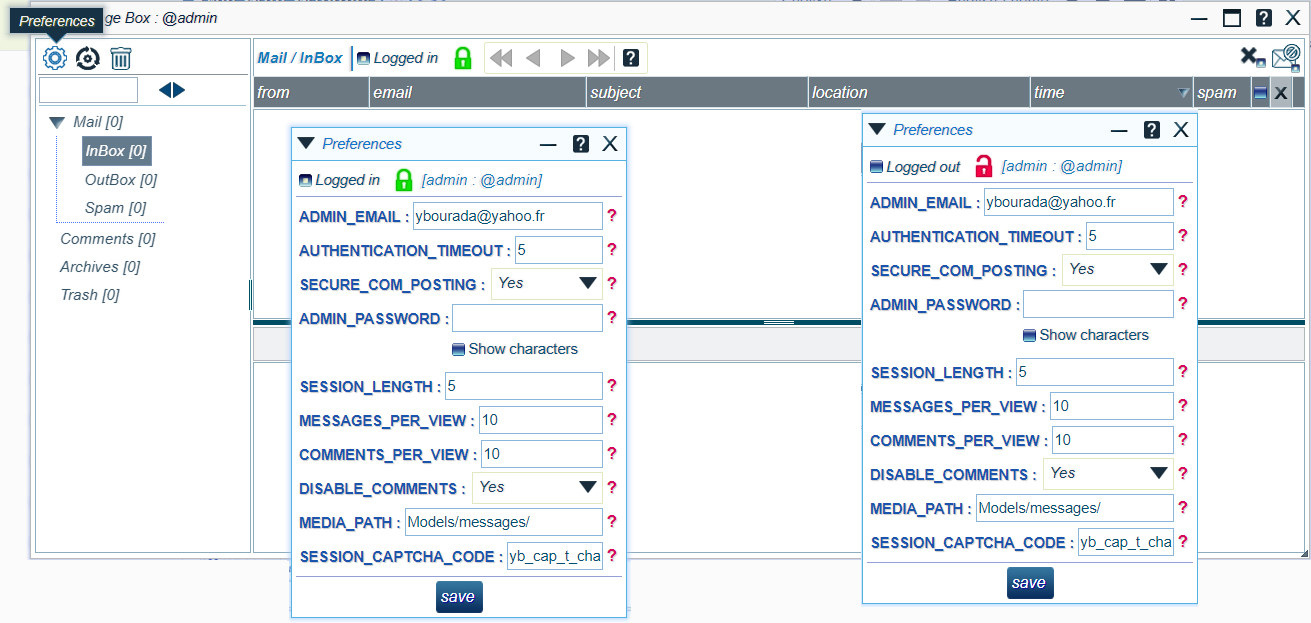 Preferences
ge Box : @admin
Mail / InBox
Logged in
from
email
subject
location
time
spam
X
Mail [0]
InBox [0]
OutBox [0]
Spam [0]
Comments [0]
Archives [0]
Trash [0]
Preferences
Logged in
[admin : @admin]
ADMIN_EMAIL : ybourada@yahoo.fr ?
AUTHENTICATION_TIMEOUT : 5 ?
SECURE_COM_POSTING : Yes ?
ADMIN_PASSWORD : ?
Show characters
SESSION_LENGTH : 5 ?
MESSAGES_PER_VIEW : 10 ?
COMMENTS_PER_VIEW : 10 ?
DISABLE_COMMENTS : Yes ?
MEDIA_PATH : Models/messages/ ?
SESSION_CAPTCHA_CODE : yb_cap_t_cha ?
save
Preferences
Logged out
[admin : @admin]
ADMIN_EMAIL : ybourada@yahoo.fr ?
AUTHENTICATION_TIMEOUT : 5 ?
SECURE_COM_POSTING : Yes ?
ADMIN_PASSWORD : ?
Show characters
SESSION_LENGTH : 5 ?
MESSAGES_PER_VIEW : 10 ?
COMMENTS_PER_VIEW : 10 ?
DISABLE_COMMENTS : Yes ?
MEDIA_PATH : Models/messages/ ?
SESSION_CAPTCHA_CODE : yb_cap_t_cha ?
save